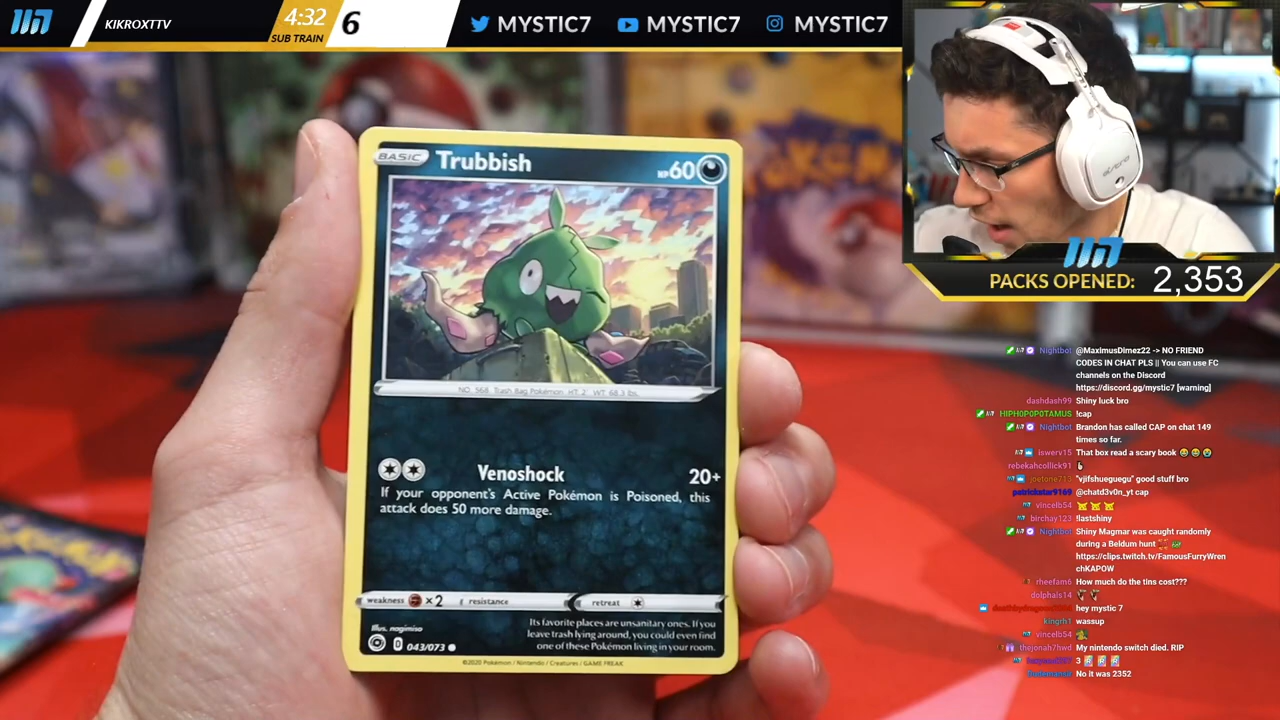 KIKROXTTV
4:32
SUB TRAIN
6
MYSTIC7
MYSTIC7
MYSTIC7
PACKS OPENED: 2,353
BASIC Trubbish HP60
NO. 568 Trash Bag Pokémon HT: 2' WT: 68.3 lbs.
Venoshock 20+
If your opponent's Active Pokémon is Poisoned, this
attack does 50 more damage.
weakness ×2 resistance retreat
Its favorite places are unsanitary ones. If you
leave trash lying around, you could even find
one of these Pokémon living in your room.
Illus. nagimiso
043/073
©2020 Pokémon / Nintendo / Creatures / GAME FREAK
Nightbot @MaximusDimez22 -> NO FRIEND
CODES IN CHAT PLS || You can use FC
channels on the Discord
https://discord.gg/mystic7 [warning]
dashdash99 Shiny luck bro
HIPH0P0P0TAMUS !cap
Nightbot Brandon has called CAP on chat 149
times so far.
iswerv15 That box read a scary book
rebekahcollick91
joetone713 "vjifshueguegu" good stuff bro
patrickstar9169 @chatd3v0n_yt cap
vincelb54
birchay123 !lastshiny
Nightbot Shiny Magmar was caught randomly
during a Beldum hunt
https://clips.twitch.tv/FamousFurryWren
chKAPOW
rheefam6 How much do the tins cost???
dolphals14
hey mystic 7
kingth1 wassup
vincelb54
thejonah7hwd My nintendo switch died. RIP
3
No it was 2352